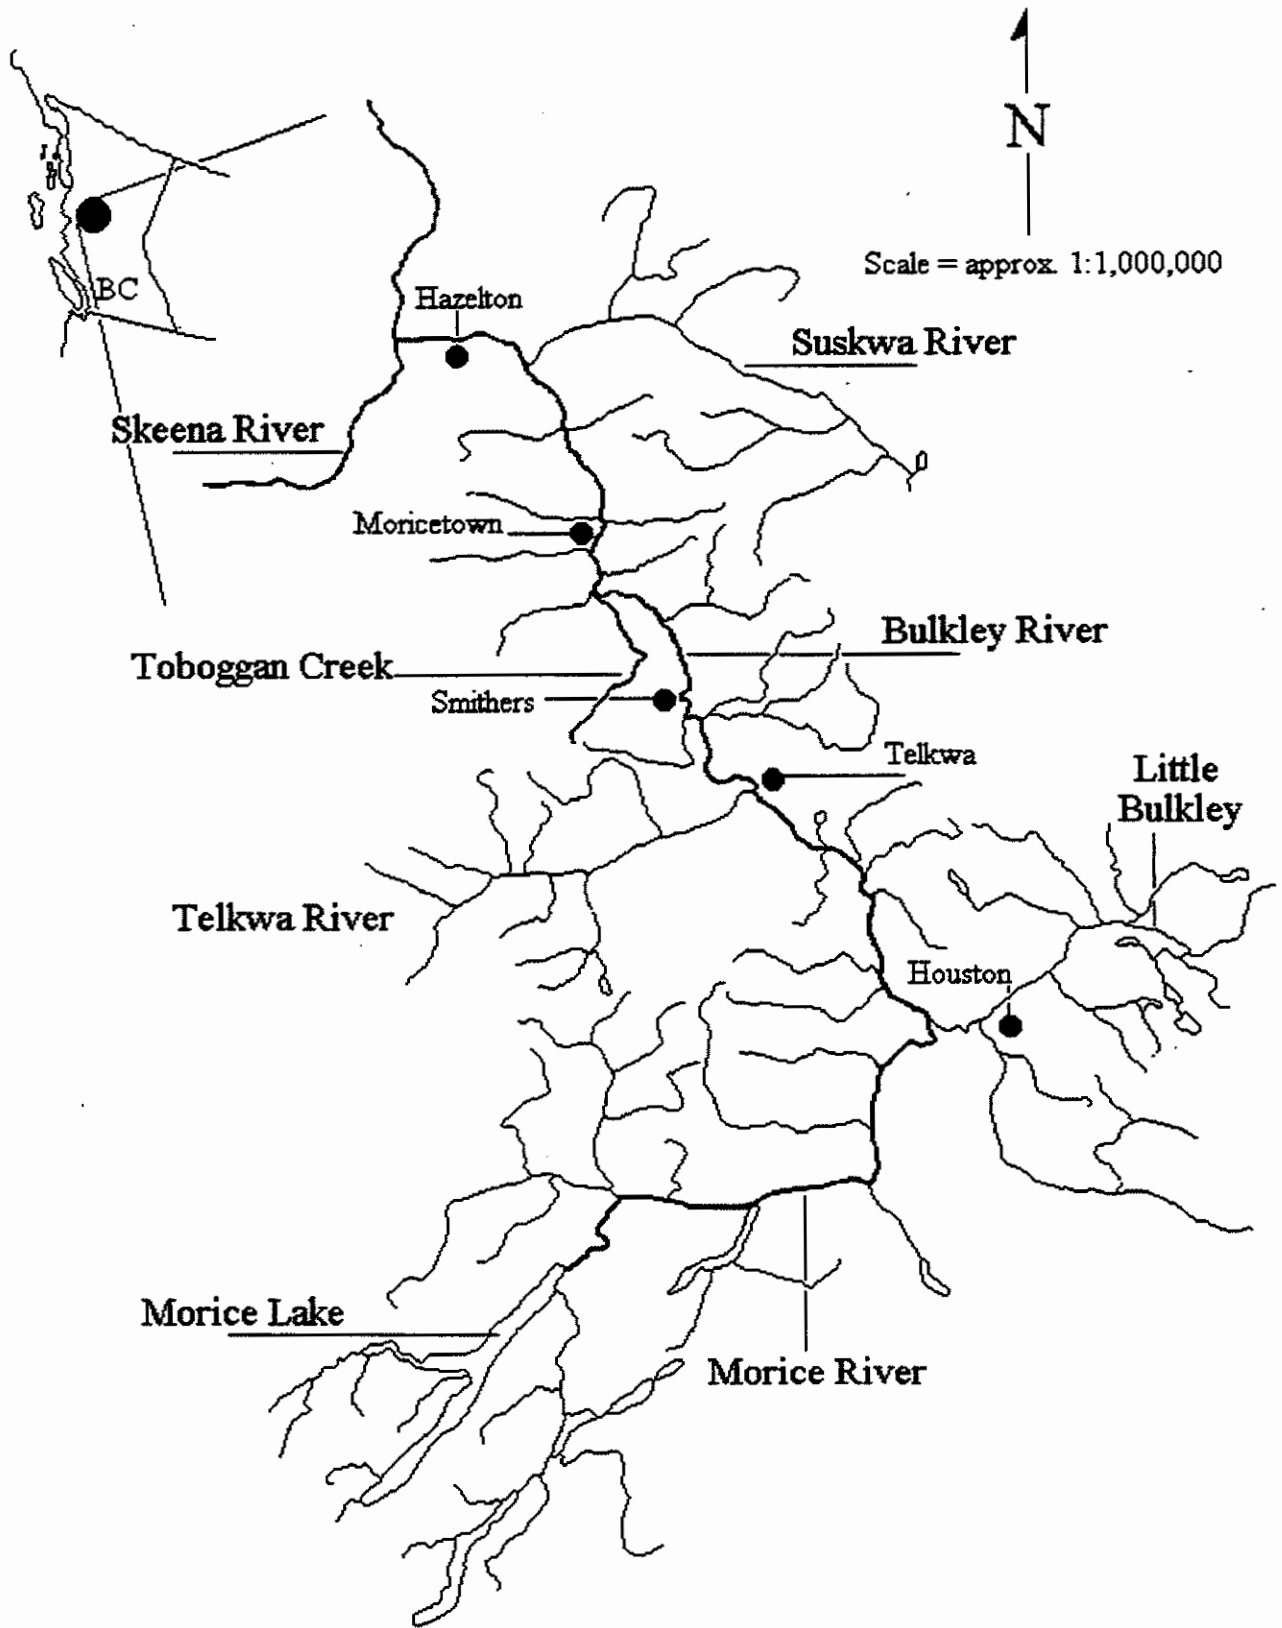 N
Scale = approx. 1:1,000,000
BC
Hazelton
Suskwa River
Skeena River
Moricetown
Bulkley River
Toboggan Creek
Smithers
Telkwa
Little
Bulkley
Telkwa River
Houston
Morice Lake
Morice River